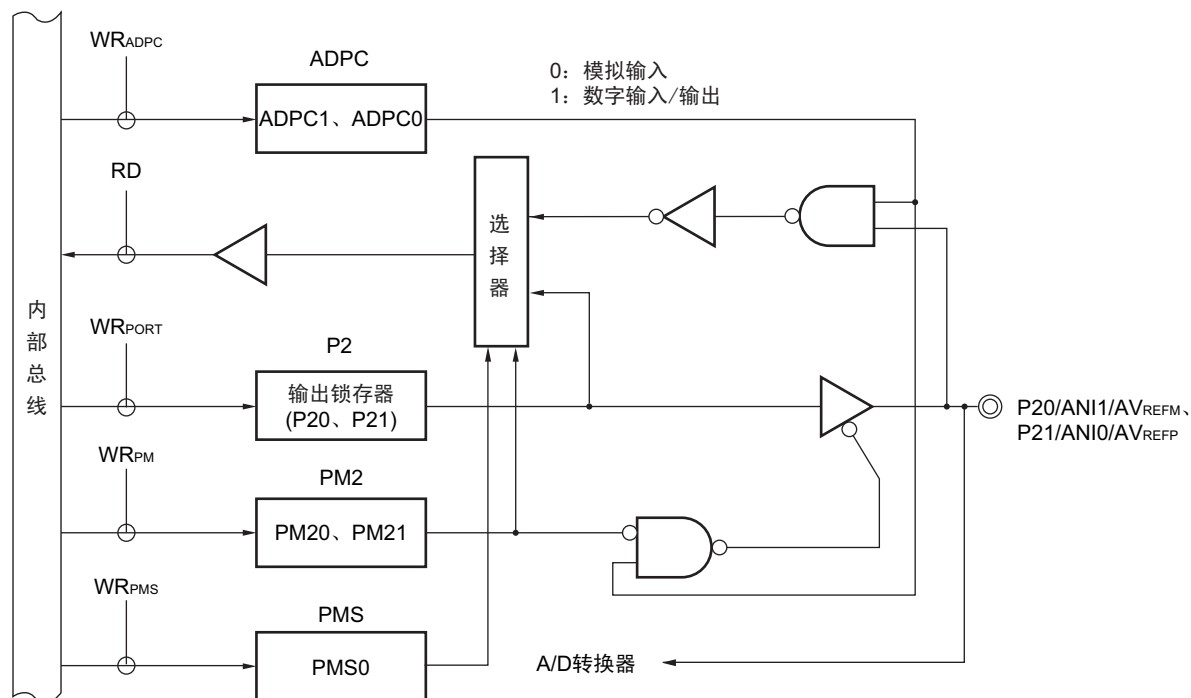 WRADPC
ADPC
0：模拟输入
1：数字输入/输出
ADPC1、ADPC0
RD
选择器
内部总线
WRPORT
P2
输出锁存器
(P20、P21)
P20/ANI1/AVREFM、
P21/ANI0/AVREFP
WRPM
PM2
PM20、PM21
WRPMS
PMS
PMS0
A/D转换器